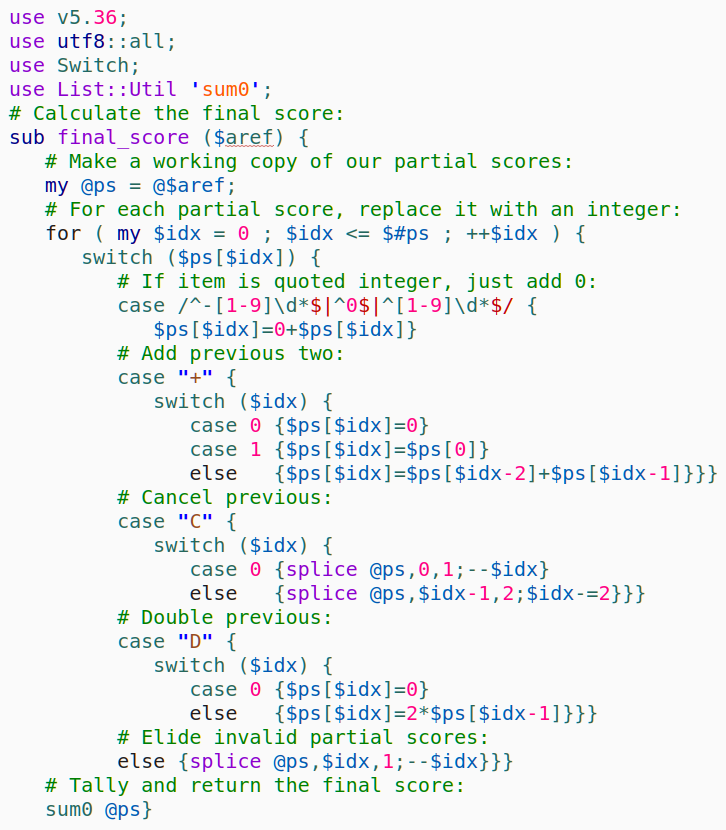 use v5.36;
use utf8::all;
use Switch;
use List::Util 'sum0';
# Calculate the final score:
sub final_score ($aref) {
   # Make a working copy of our partial scores:
   my @ps = @$aref;
   # For each partial score, replace it with an integer:
   for ( my $idx = 0 ; $idx <= $#ps ; ++$idx ) {
      switch ($ps[$idx]) {
         # If item is quoted integer, just add 0:
         case /^-[1-9]\d*$|^0$|^[1-9]\d*$/ {
            $ps[$idx]=0+$ps[$idx]}
         # Add previous two:
         case "+" {
            switch ($idx) {
               case 0 {$ps[$idx]=0}
               case 1 {$ps[$idx]=$ps[0]}
               else   {$ps[$idx]=$ps[$idx-2]+$ps[$idx-1]}}}
         # Cancel previous:
         case "C" {
            switch ($idx) {
               case 0 {splice @ps,0,1;--$idx}
               else   {splice @ps,$idx-1,2;$idx-=2}}}
         # Double previous:
         case "D" {
            switch ($idx) {
               case 0 {$ps[$idx]=0}
               else   {$ps[$idx]=2*$ps[$idx-1]}}}
         # Elide invalid partial scores:
         else {splice @ps,$idx,1;--$idx}}}
   # Tally and return the final score:
   sum0 @ps}